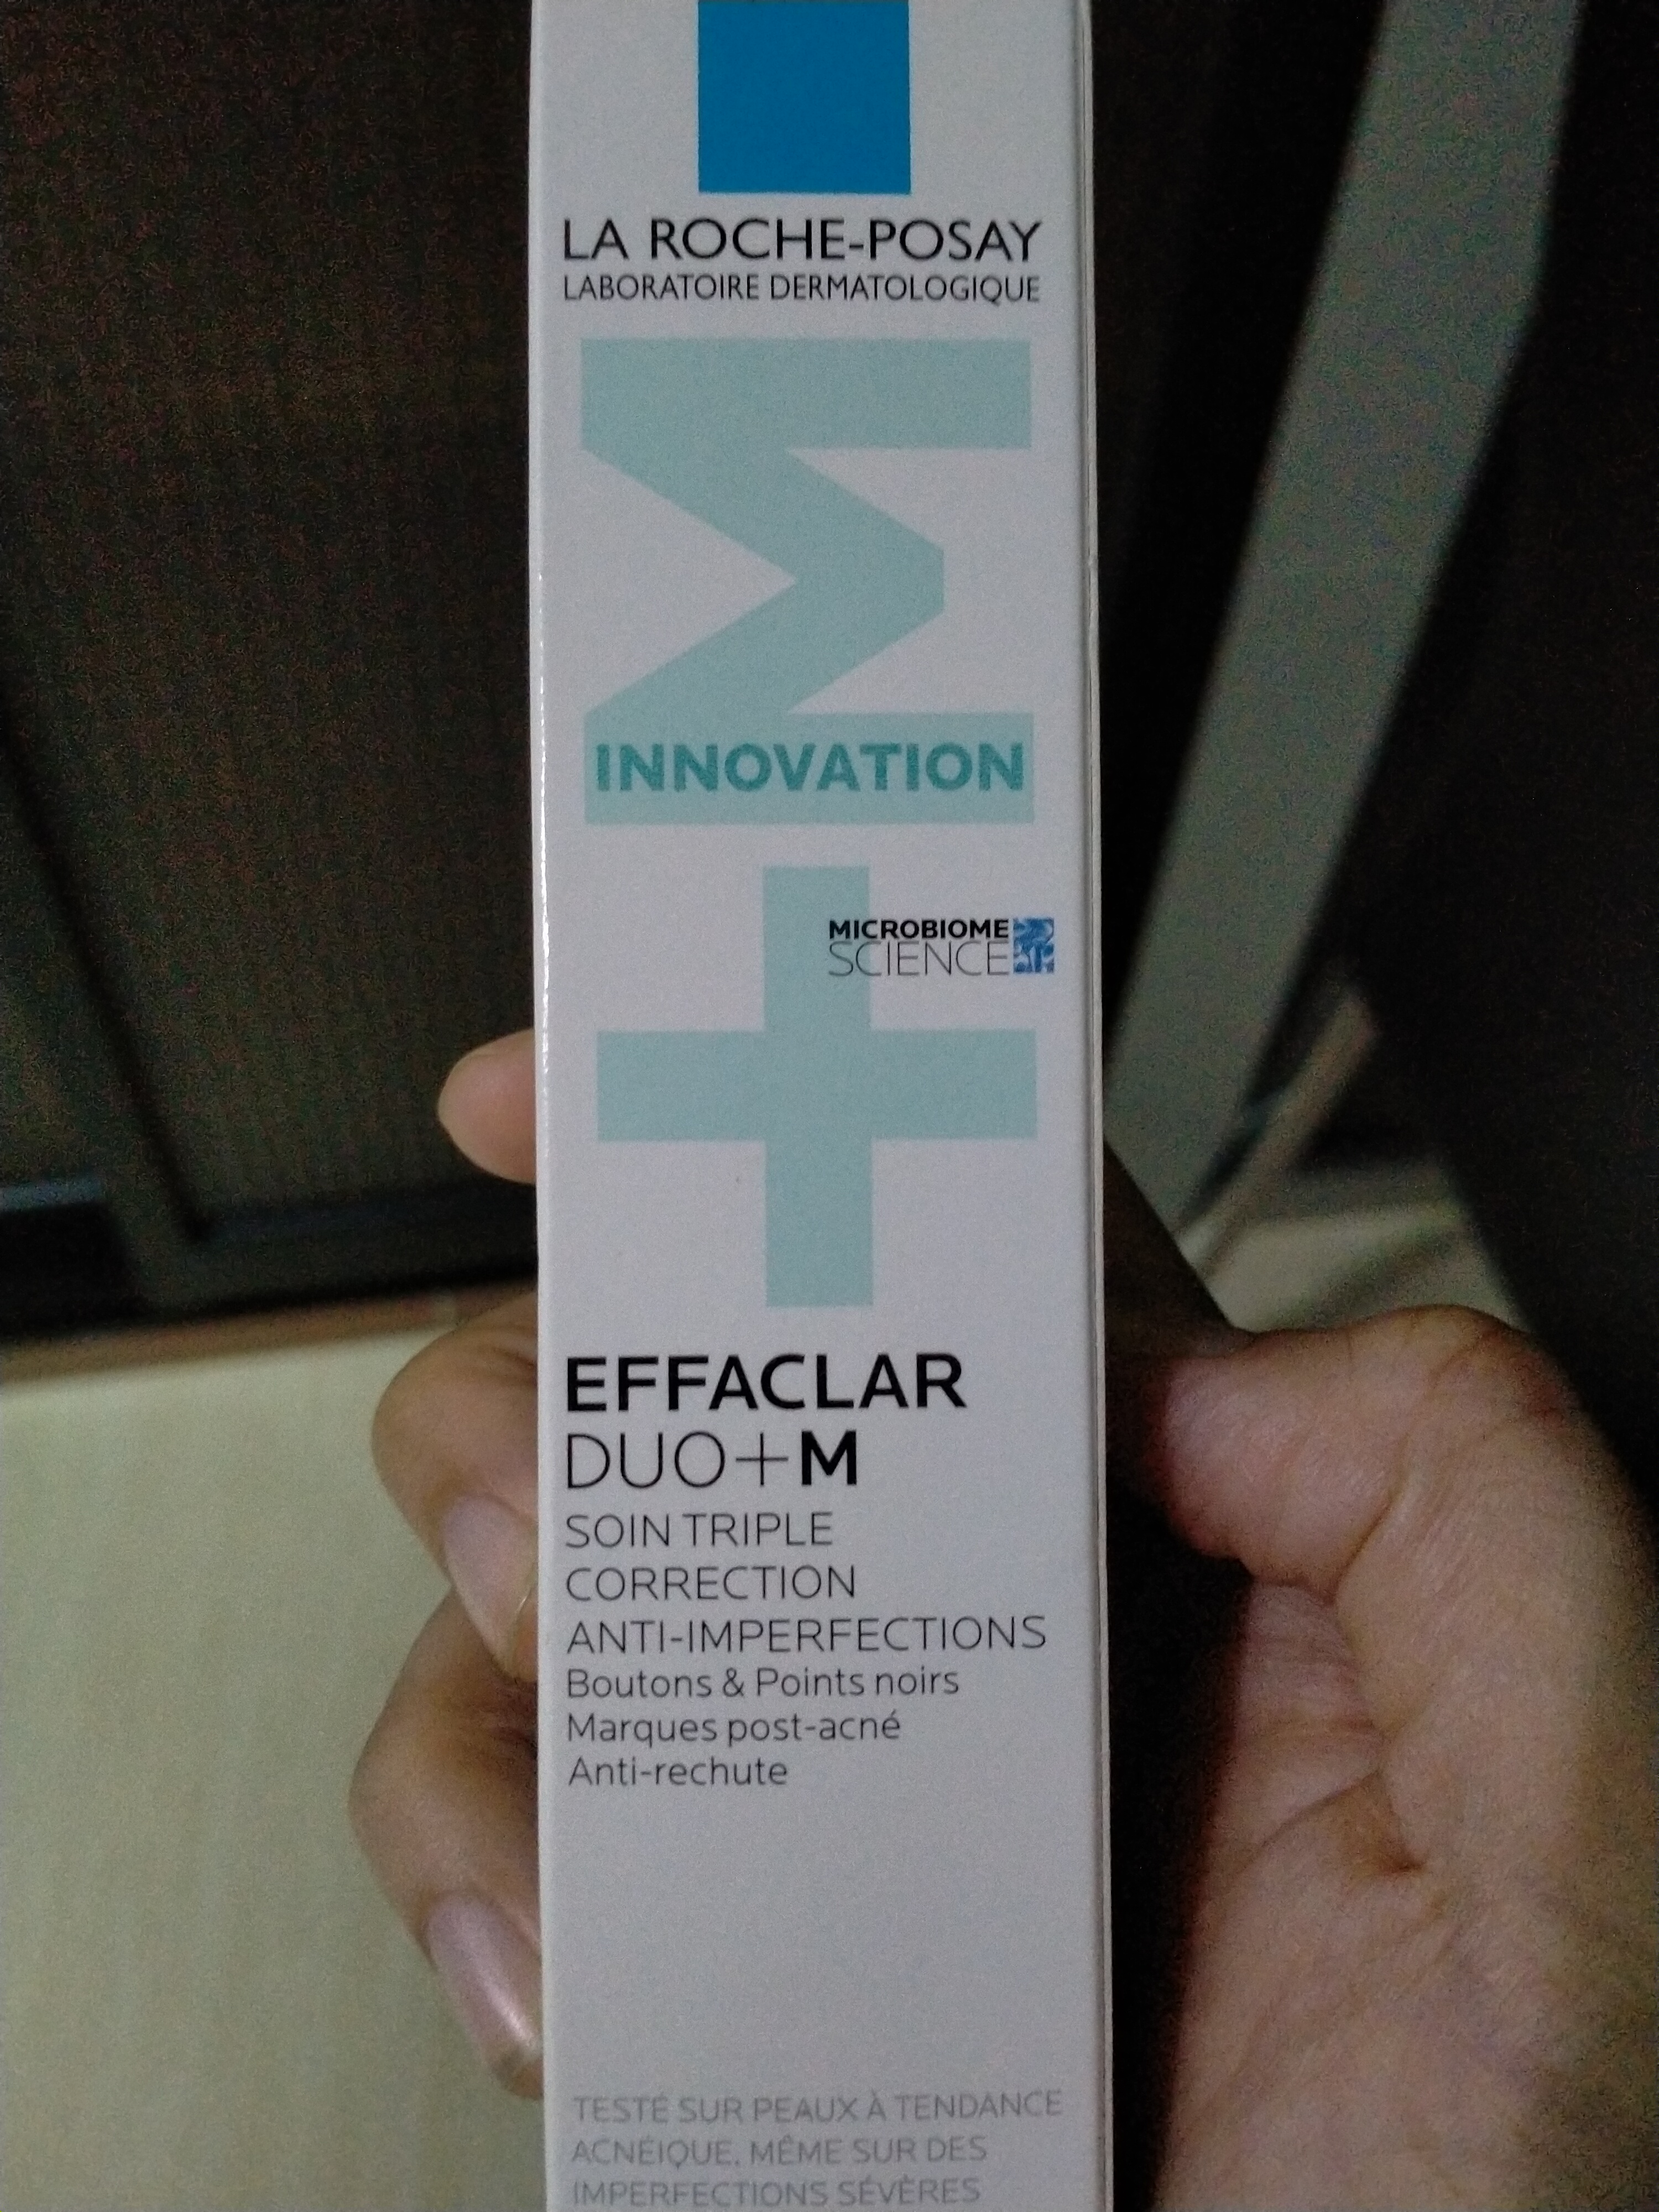 LA ROCHE-POSAY
LABORATOIRE DERMATOLOGIQUE
M+
INNOVATION
MICROBIOME
SCIENCE
EFFACLAR
DUO+M
SOIN TRIPLE
CORRECTION
ANTI-IMPERFECTIONS
Boutons & Points noirs
Marques post-acné
Anti-rechute
TESTÉ SUR PEAUX À TENDANCE
ACNÉIQUE, MÊME SUR DES
IMPERFECTIONS SÉVÈRES